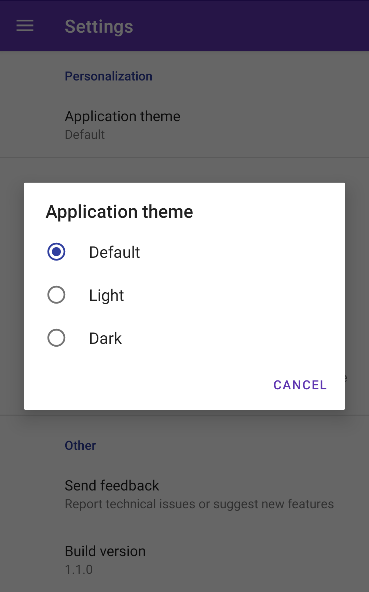 Settings
Personalization
Application theme
Default
Application theme
Default
Light
Dark
CANCEL
Other
Send feedback
Report technical issues or suggest new features
Build version
1.1.0